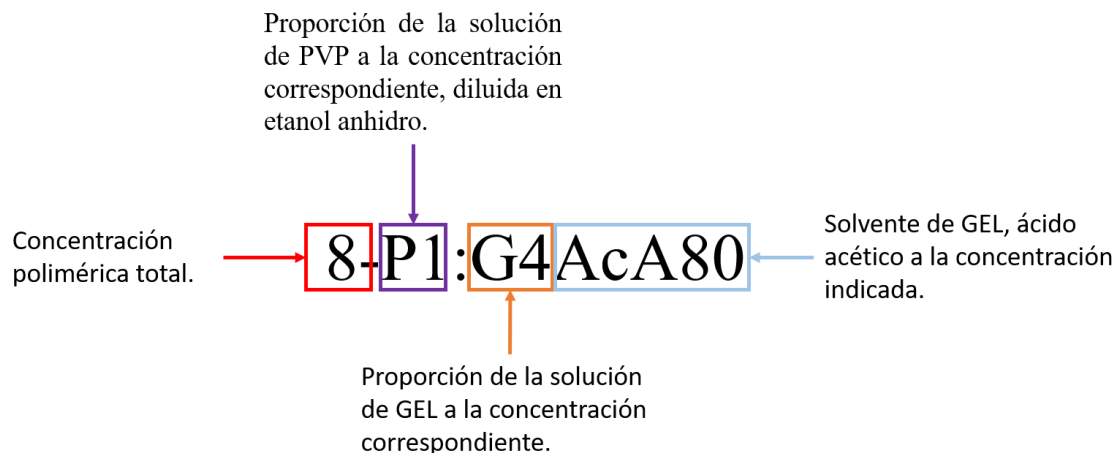 Proporción de la solución
de PVP a la concentración
correspondiente, diluida en
etanol anhidro.
Concentración
polimérica total.
8-P1:G4AcA80
Solvente de GEL, ácido
acético a la concentración
indicada.
Proporción de la solución
de GEL a la concentración
correspondiente.